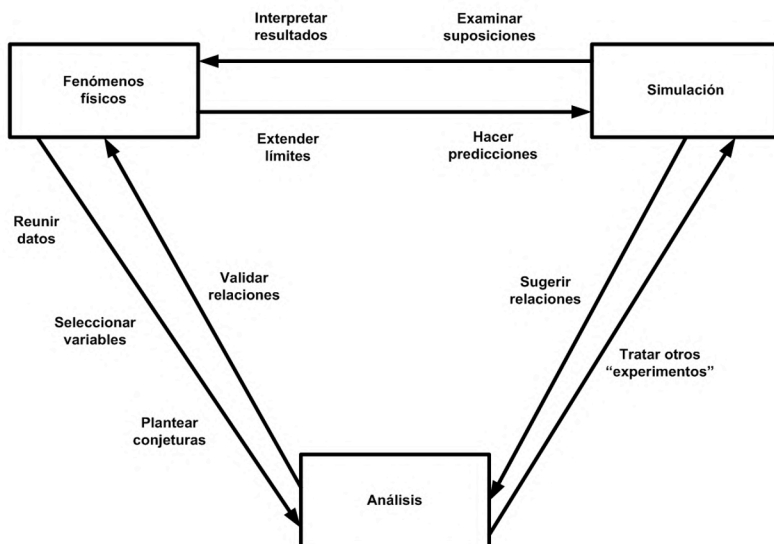 Interpretar
resultados
Examinar
suposiciones
Fenómenos
físicos
Simulación
Extender
límites
Hacer
predicciones
Reunir
datos
Validar
relaciones
Sugerir
relaciones
Seleccionar
variables
Tratar otros
“experimentos”
Plantear
conjeturas
Análisis